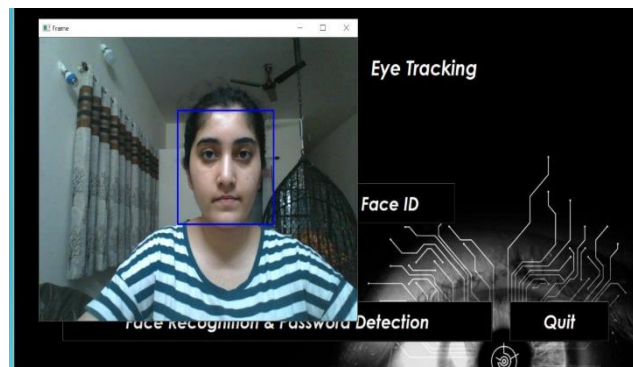 Frame
Eye Tracking
Face ID
Face Recognition & Password Detection
Quit